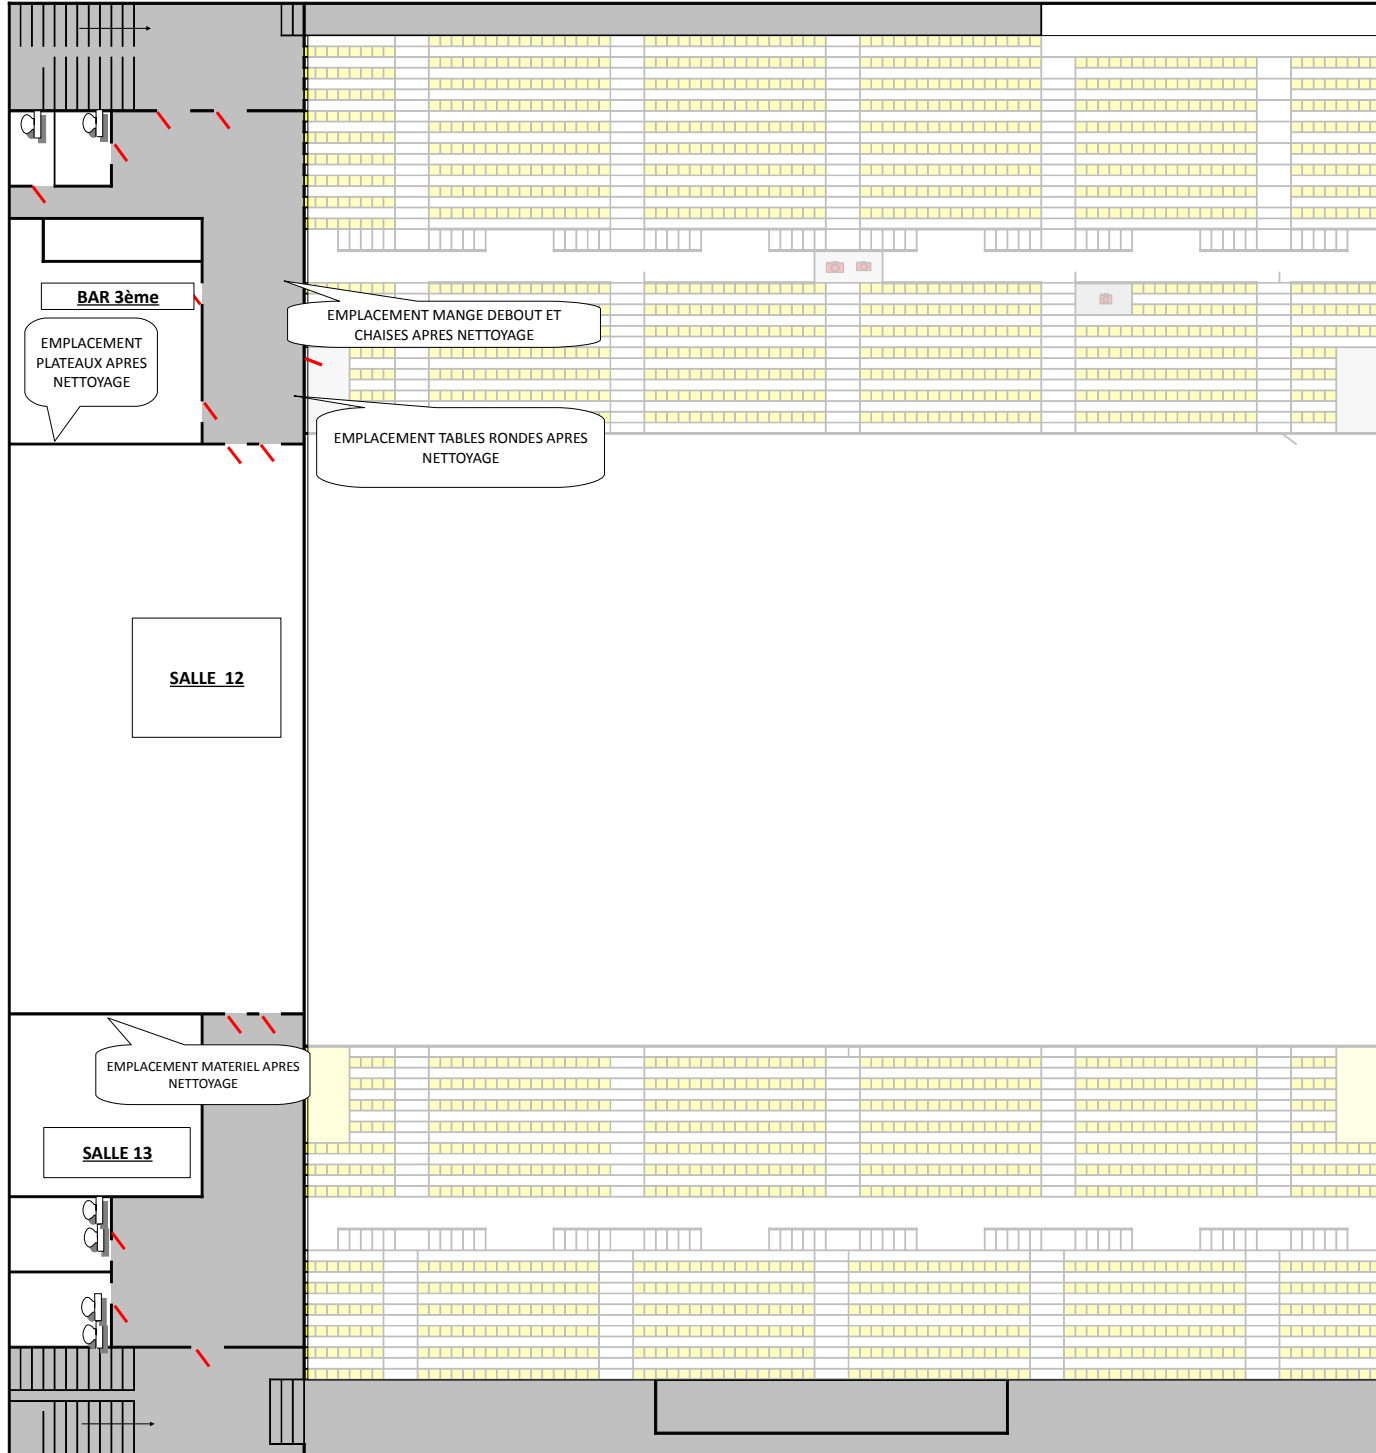 BAR 3ème
EMPLACEMENT MANGE DEBOUT ET
CHAISES APRES NETTOYAGE
EMPLACEMENT
PLATEAUX APRES
NETTOYAGE
EMPLACEMENT TABLES RONDES APRES
NETTOYAGE
SALLE 12
EMPLACEMENT MATERIEL APRES
NETTOYAGE
SALLE 13